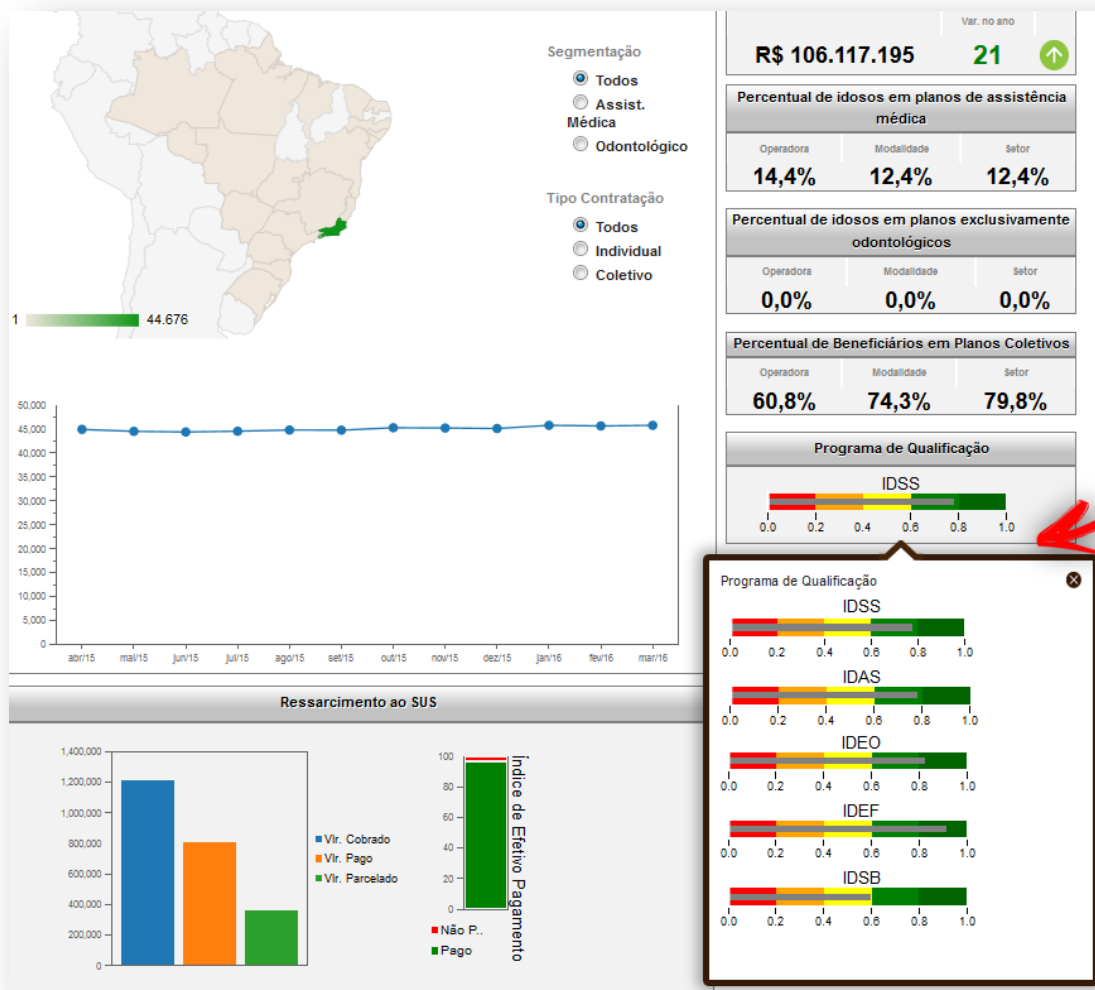 Segmentação
Todos
Assist.
Médica
Odontológico
Tipo Contratação
Todos
Individual
Coletivo
1 44.676
50,000
45,000
40,000
35,000
30,000
25,000
20,000
15,000
10,000
5,000
0
abr/15 mai/15 jun/15 jul/15 ago/15 set/15 out/15 nov/15 dez/15 jan/16 fev/16 mar/16
Var. no ano
R$ 106.117.195 21
Percentual de idosos em planos de assistência
médica
Operadora Modalidade Setor
14,4% 12,4% 12,4%
Percentual de idosos em planos exclusivamente
odontológicos
Operadora Modalidade Setor
0,0% 0,0% 0,0%
Percentual de Beneficiários em Planos Coletivos
Operadora Modalidade Setor
60,8% 74,3% 79,8%
Programa de Qualificação
IDSS
0.0 0.2 0.4 0.6 0.8 1.0
Programa de Qualificação
IDSS
0.0 0.2 0.4 0.6 0.8 1.0
IDAS
0.0 0.2 0.4 0.6 0.8 1.0
IDEO
0.0 0.2 0.4 0.6 0.8 1.0
IDEF
0.0 0.2 0.4 0.6 0.8 1.0
IDSB
0.0 0.2 0.4 0.6 0.8 1.0
Ressarcimento ao SUS
1,400,000
1,200,000
1,000,000
800,000
600,000
400,000
200,000
0
Vlr. Cobrado
Vlr. Pago
Vlr. Parcelado
100
80
60
40
20
0
Índice de Efetivo Pagamento
Não P..
Pago